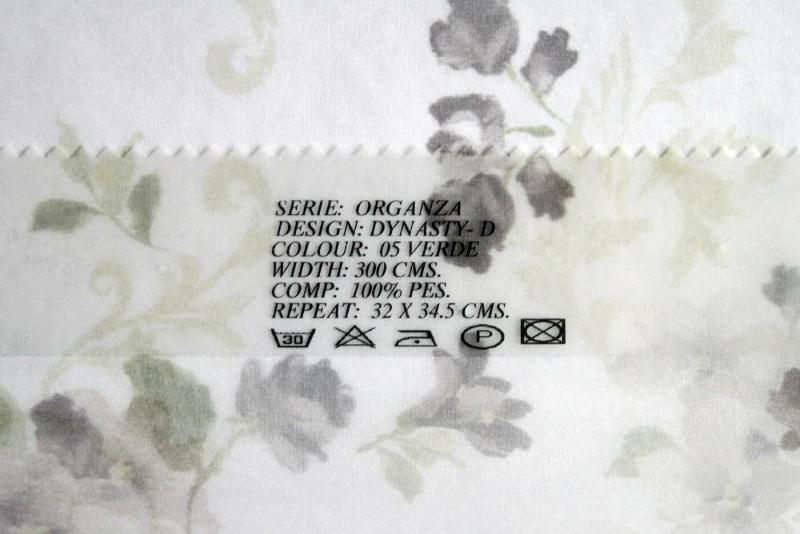 SERIE: ORGANZA
DESIGN: DYNASTY- D
COLOUR: 05 VERDE
WIDTH: 300 CMS.
COMP: 100% PES.
REPEAT: 32 X 34.5 CMS.
30 P